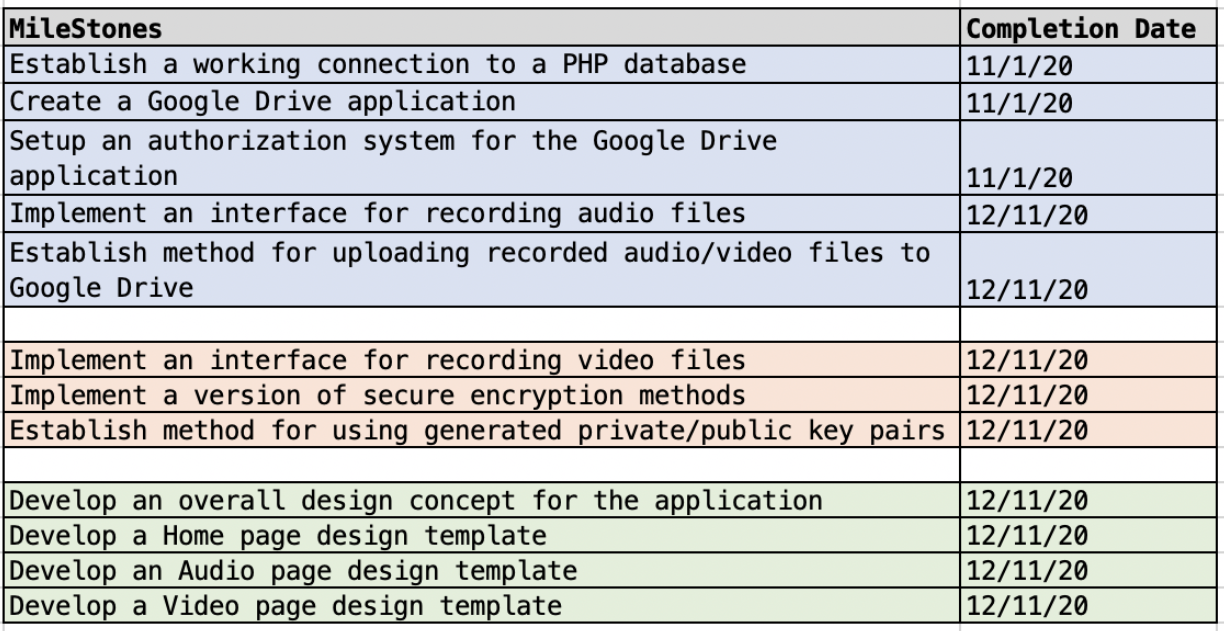 MileStones Completion Date
Establish a working connection to a PHP database 11/1/20
Create a Google Drive application 11/1/20
Setup an authorization system for the Google Drive
application 11/1/20
Implement an interface for recording audio files 12/11/20
Establish method for uploading recorded audio/video files to
Google Drive 12/11/20
Implement an interface for recording video files 12/11/20
Implement a version of secure encryption methods 12/11/20
Establish method for using generated private/public key pairs 12/11/20
Develop an overall design concept for the application 12/11/20
Develop a Home page design template 12/11/20
Develop an Audio page design template 12/11/20
Develop a Video page design template 12/11/20